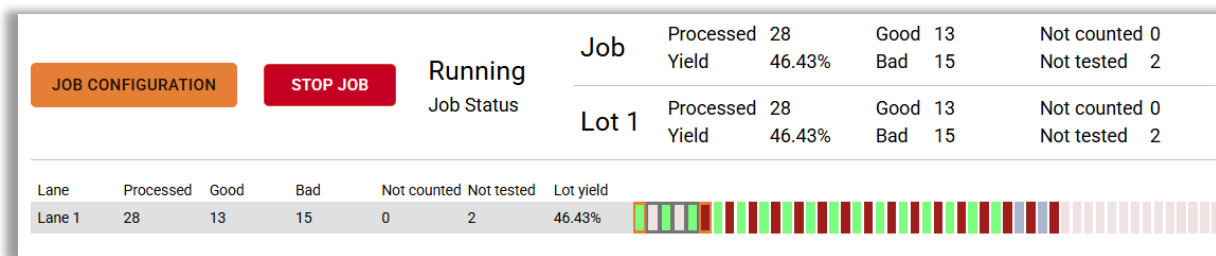 JOB CONFIGURATION
STOP JOB
Running
Job Status
Job
Processed 28 Good 13 Not counted 0
Yield 46.43% Bad 15 Not tested 2
Lot 1
Processed 28 Good 13 Not counted 0
Yield 46.43% Bad 15 Not tested 2
Lane Processed Good Bad Not counted Not tested Lot yield
Lane 1 28 13 15 0 2 46.43%